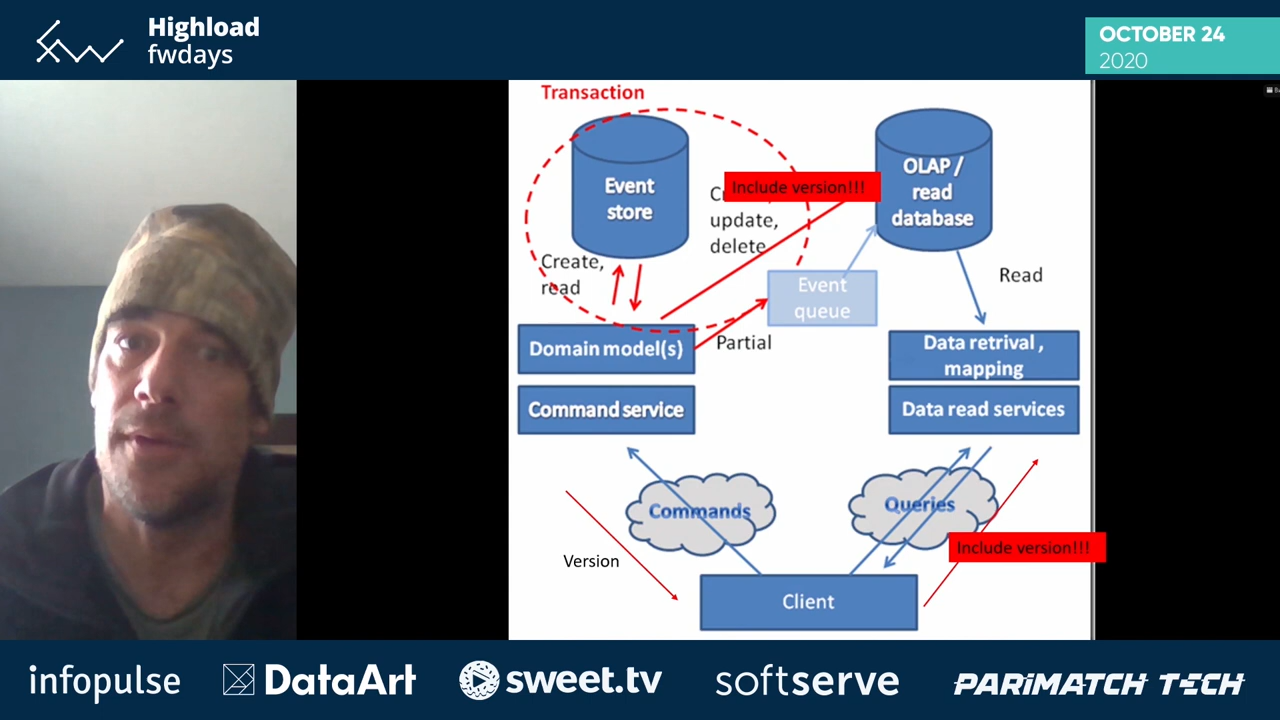 Highload
fwdays
OCTOBER 24
2020
Transaction
Event
store
Include version!!!
update,
delete
OLAP /
read
database
Create,
read
Event
queue
Read
Domain model(s)
Partial
Data retrival ,
mapping
Command service
Data read services
Commands
Queries
Version
Include version!!!
Client
infopulse
DataArt
sweet.tv
softserve
PARIMATCH TECH